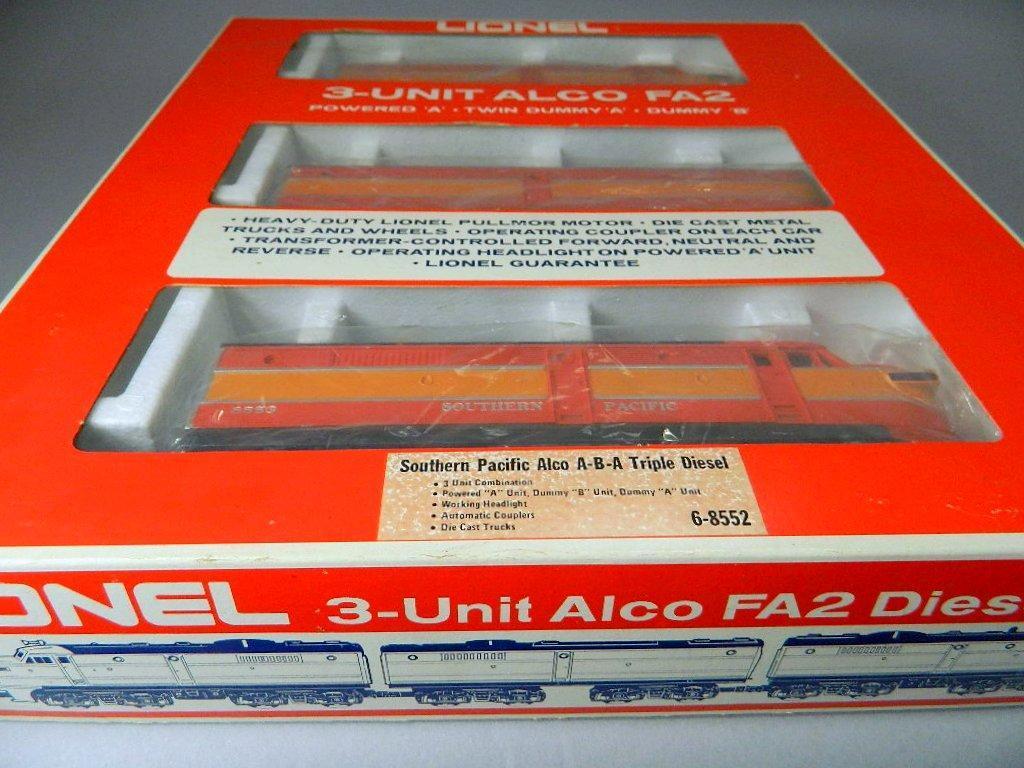 LIONEL
3-UNIT ALCO FA2
POWERED 'A' • TWIN DUMMY 'A' • DUMMY 'B'
• HEAVY-DUTY LIONEL PULLMOR MOTOR • DIE CAST METAL
TRUCKS AND WHEELS • OPERATING COUPLER ON EACH CAR
• TRANSFORMER-CONTROLLED FORWARD, NEUTRAL AND
REVERSE • OPERATING HEADLIGHT ON POWERED 'A' UNIT
• LIONEL GUARANTEE
SOUTHERN PACIFIC
Southern Pacific Alco A-B-A Triple Diesel
• 3 Unit Combination
• Powered "A" Unit, Dummy "B" Unit, Dummy "A" Unit
• Working Headlight
• Automatic Couplers
• Die Cast Trucks
6-8552
ONEL 3-Unit Alco FA2 Dies